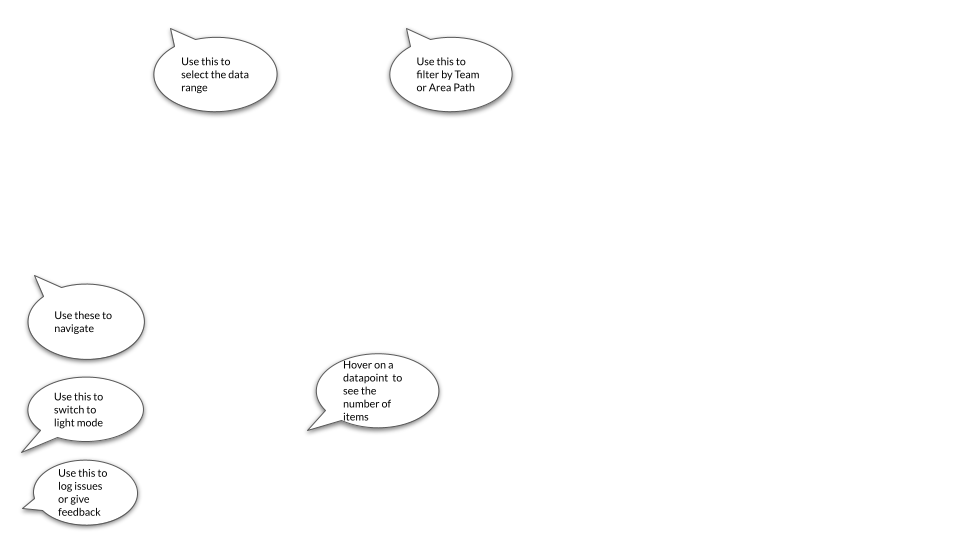 Use this to
select the data
range
Use this to
filter by Team
or Area Path
Use these to
navigate
Hover on a
datapoint  to
see the
number of
items
Use this to
switch to
light mode
Use this to
log issues
or give
feedback